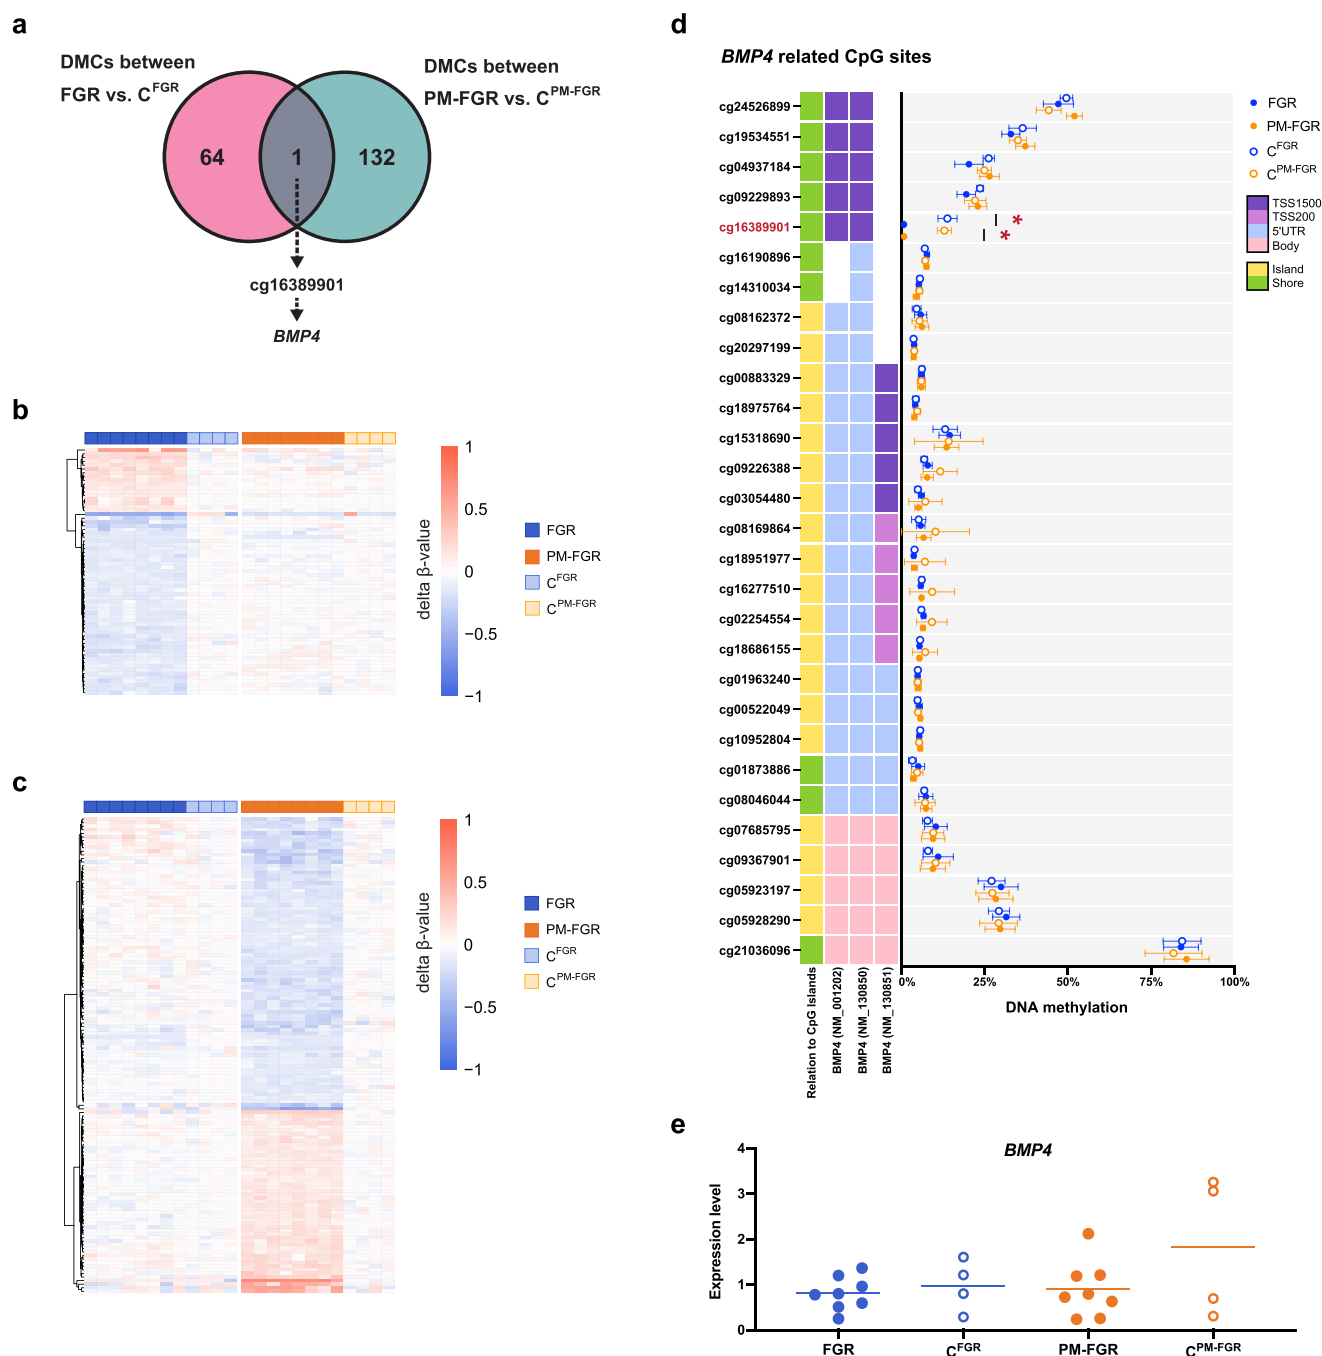 a
DMCs between
FGR vs. C^FGR
DMCs between
PM-FGR vs. C^PM-FGR
64
1
132
cg16389901
BMP4
b
1
0.5
0
−0.5
−1
delta β-value
FGR
PM-FGR
C^FGR
C^PM-FGR
c
1
0.5
0
−0.5
−1
delta β-value
FGR
PM-FGR
C^FGR
C^PM-FGR
d
BMP4 related CpG sites
cg24526899
cg19534551
cg04937184
cg09229893
cg16389901
*
*
cg16190896
cg14310034
cg08162372
cg20297199
cg00883329
cg18975764
cg15318690
cg09226388
cg03054480
cg08169864
cg18951977
cg16277510
cg02254554
cg18686155
cg01963240
cg00522049
cg10952804
cg01873886
cg08046044
cg07685795
cg09367901
cg05923197
cg05928290
cg21036096
Relation to CpG Islands
BMP4 (NM_001202)
BMP4 (NM_130850)
BMP4 (NM_130851)
0%
25%
50%
75%
100%
DNA methylation
FGR
PM-FGR
C^FGR
C^PM-FGR
TSS1500
TSS200
5'UTR
Body
Island
Shore
e
BMP4
Expression level
4
3
2
1
0
FGR
C^FGR
PM-FGR
C^PM-FGR